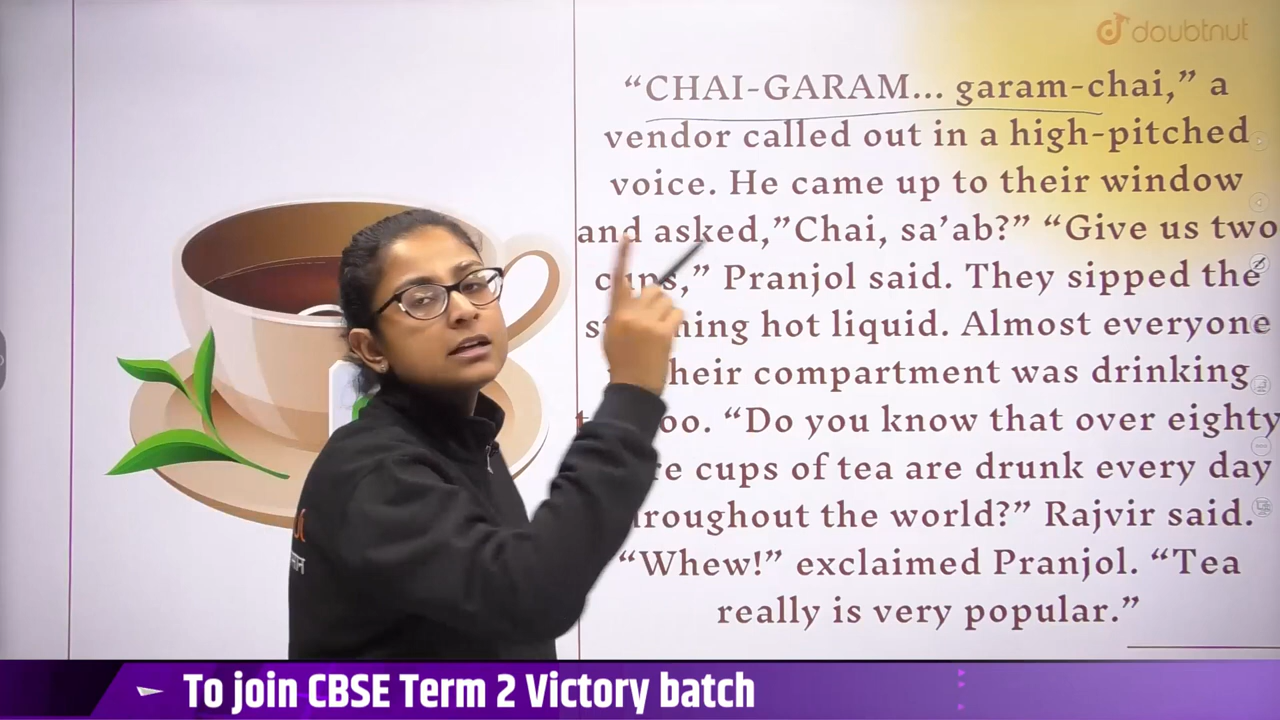 doubtnut
“CHAI-GARAM... garam-chai,” a
vendor called out in a high-pitched
voice. He came up to their window
and asked,”Chai, sa’ab?” “Give us two
cups,” Pranjol said. They sipped the
hot liquid. Almost everyone
compartment was drinking
“Do you know that over eighty
cups of tea are drunk every day
the world?” Rajvir said.
“Whew!” exclaimed Pranjol. “Tea
really is very popular.”
To join CBSE Term 2 Victory batch